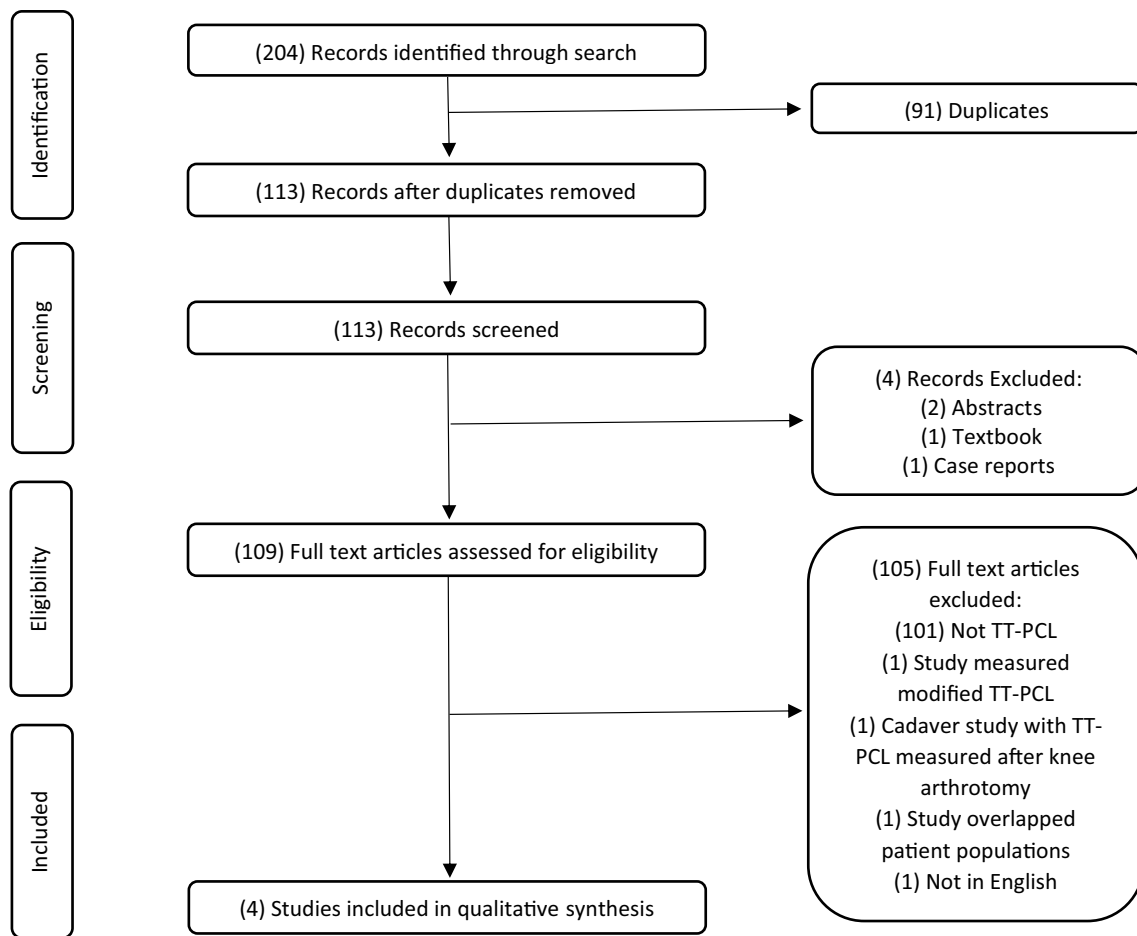 Identification
(204) Records identified through search
(91) Duplicates
(113) Records after duplicates removed
Screening
(113) Records screened
(4) Records Excluded:
(2) Abstracts
(1) Textbook
(1) Case reports
Eligibility
(109) Full text articles assessed for eligibility
(105) Full text articles
excluded:
(101) Not TT-PCL
(1) Study measured
modified TT-PCL
(1) Cadaver study with TT-
PCL measured after knee
arthrotomy
(1) Study overlapped
patient populations
(1) Not in English
Included
(4) Studies included in qualitative synthesis